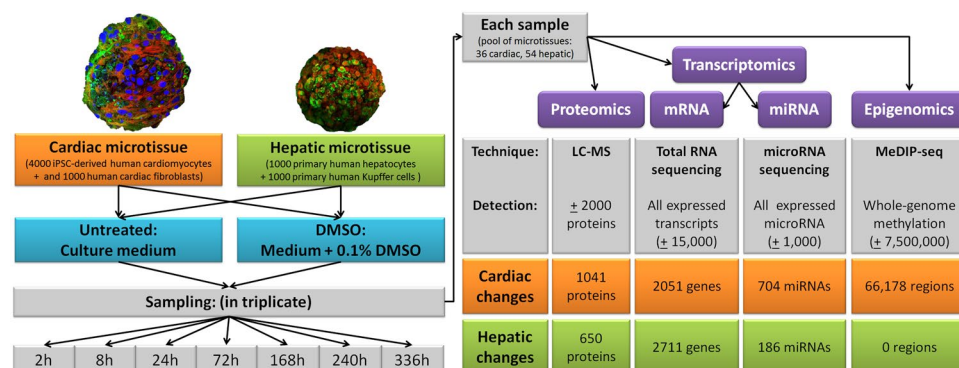 Cardiac microtissue
(4000 iPSC-derived human cardiomyocytes
+ and 1000 human cardiac fibroblasts)
Hepatic microtissue
(1000 primary human hepatocytes
+ 1000 primary human Kupffer cells )
Untreated:
Culture medium
DMSO:
Medium + 0.1% DMSO
Sampling: (in triplicate)
2h 8h 24h 72h 168h 240h 336h
Each sample
(pool of microtissues:
36 cardiac, 54 hepatic)
Transcriptomics
Proteomics mRNA miRNA Epigenomics
Technique:
LC-MS
Total RNA
sequencing
microRNA
sequencing
MeDIP-seq
Detection:
± 2000
proteins
All expressed
transcripts
(± 15,000)
All expressed
microRNA
(± 1,000)
Whole-genome
methylation
(± 7,500,000)
Cardiac
changes
1041
proteins
2051 genes
704 miRNAs
66,178 regions
Hepatic
changes
650
proteins
2711 genes
186 miRNAs
0 regions